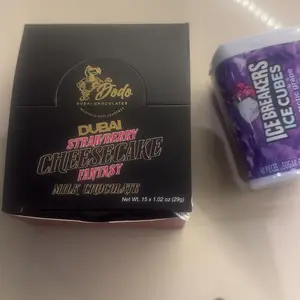 Dodo
DUBAI CHOCOLATES
DUBAI
STRAWBERRY
CHEESECAKE
FANTASY
MILK CHOCOLATE
Net Wt. 15 x 1.02 oz (29g)
ICE BREAKERS
ICE CUBES
grape